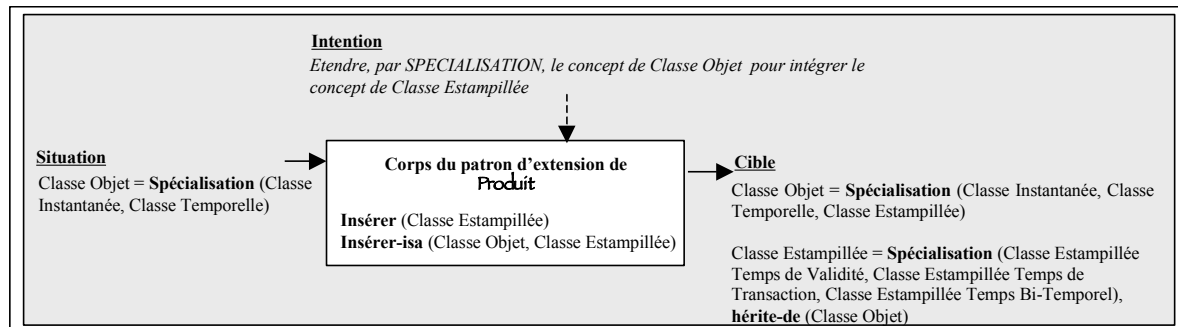 Intention
Etendre, par SPECIALISATION, le concept de Classe Objet pour intégrer le
concept de Classe Estampillée
Situation
Classe Objet = Spécialisation (Classe
Instantanée, Classe Temporelle)
Corps du patron d'extension de
Produit
Insérer (Classe Estampillée)
Insérer-isa (Classe Objet, Classe Estampillée)
Cible
Classe Objet = Spécialisation (Classe Instantanée, Classe
Temporelle, Classe Estampillée)
Classe Estampillée = Spécialisation (Classe Estampillée
Temps de Validité, Classe Estampillée Temps de
Transaction, Classe Estampillée Temps Bi-Temporel),
hérite-de (Classe Objet)